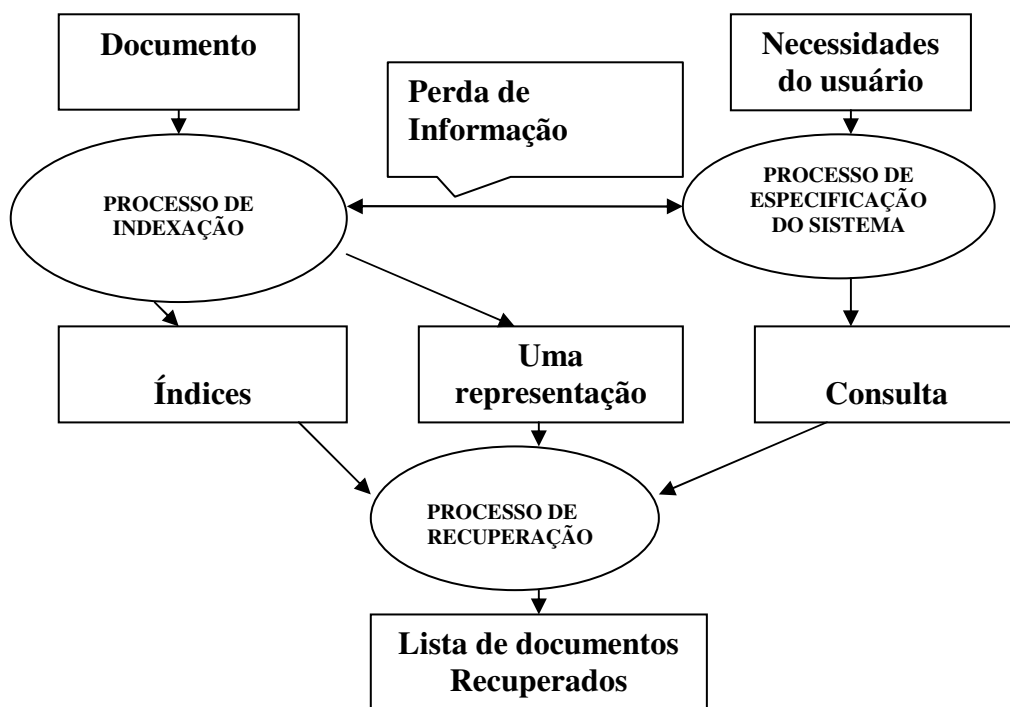 Documento
Necessidades
do usuário
Perda de
Informação
PROCESSO DE
INDEXAÇÃO
PROCESSO DE
ESPECIFICAÇÃO
DO SISTEMA
Índices
Uma
representação
Consulta
PROCESSO DE
RECUPERAÇÃO
Lista de documentos
Recuperados